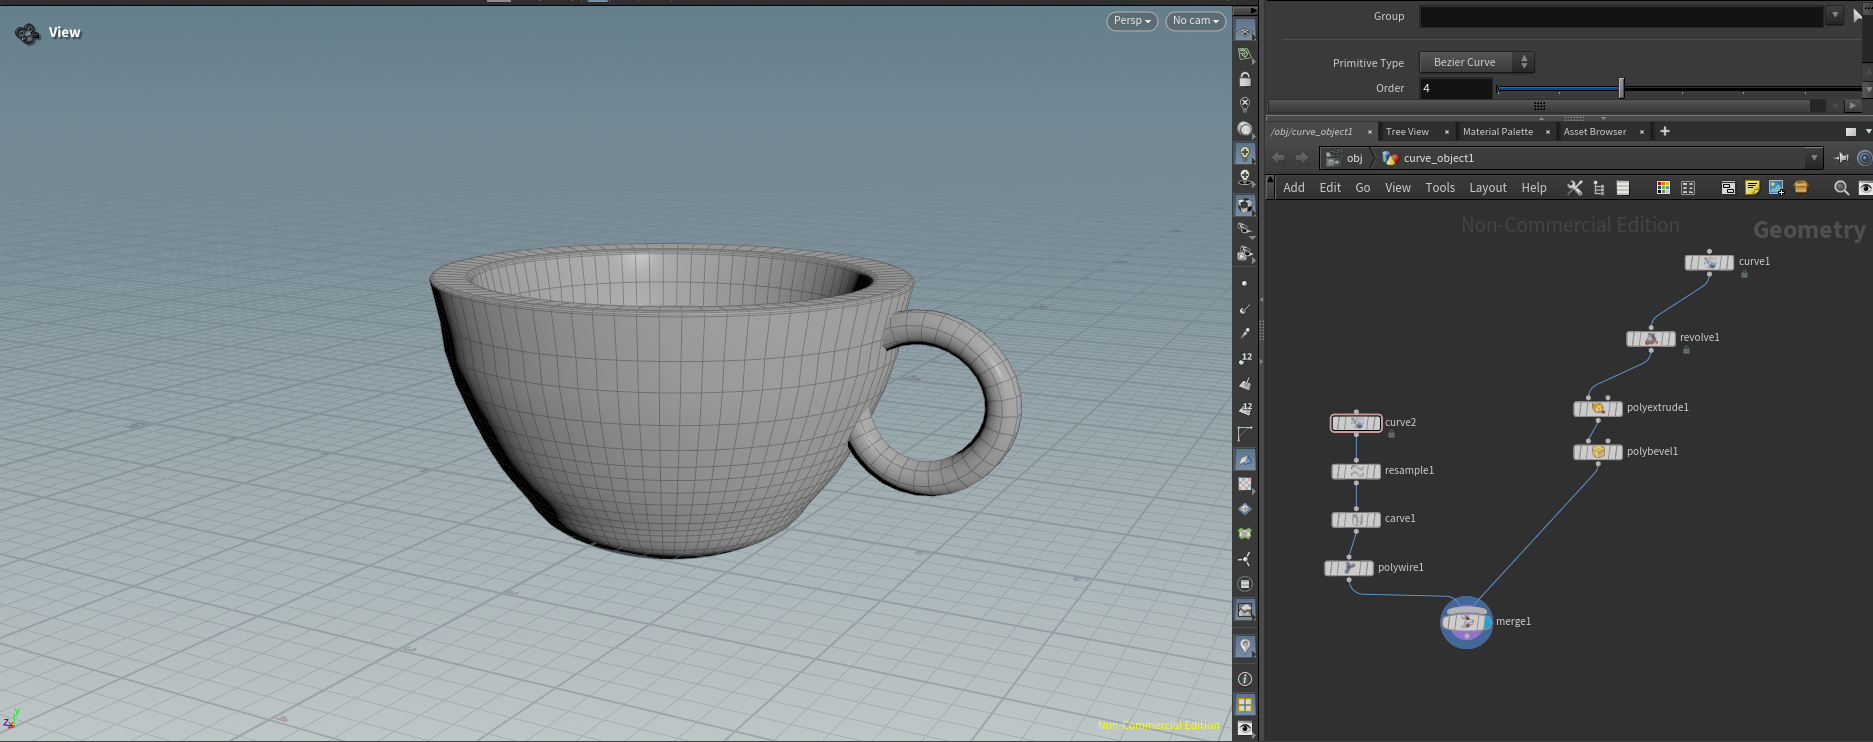 View
Persp
No cam
Group
Primitive Type
Bezier Curve
Order
4
/obj/curve_object1
Tree View
Material Palette
Asset Browser
obj
curve_object1
Add
Edit
Go
View
Tools
Layout
Help
Non-Commercial Edition
Geometry
curve1
revolve1
polyextrude1
polybevel1
curve2
resample1
carve1
polywire1
merge1
12
12
y
z
x
Non-Commercial Edition